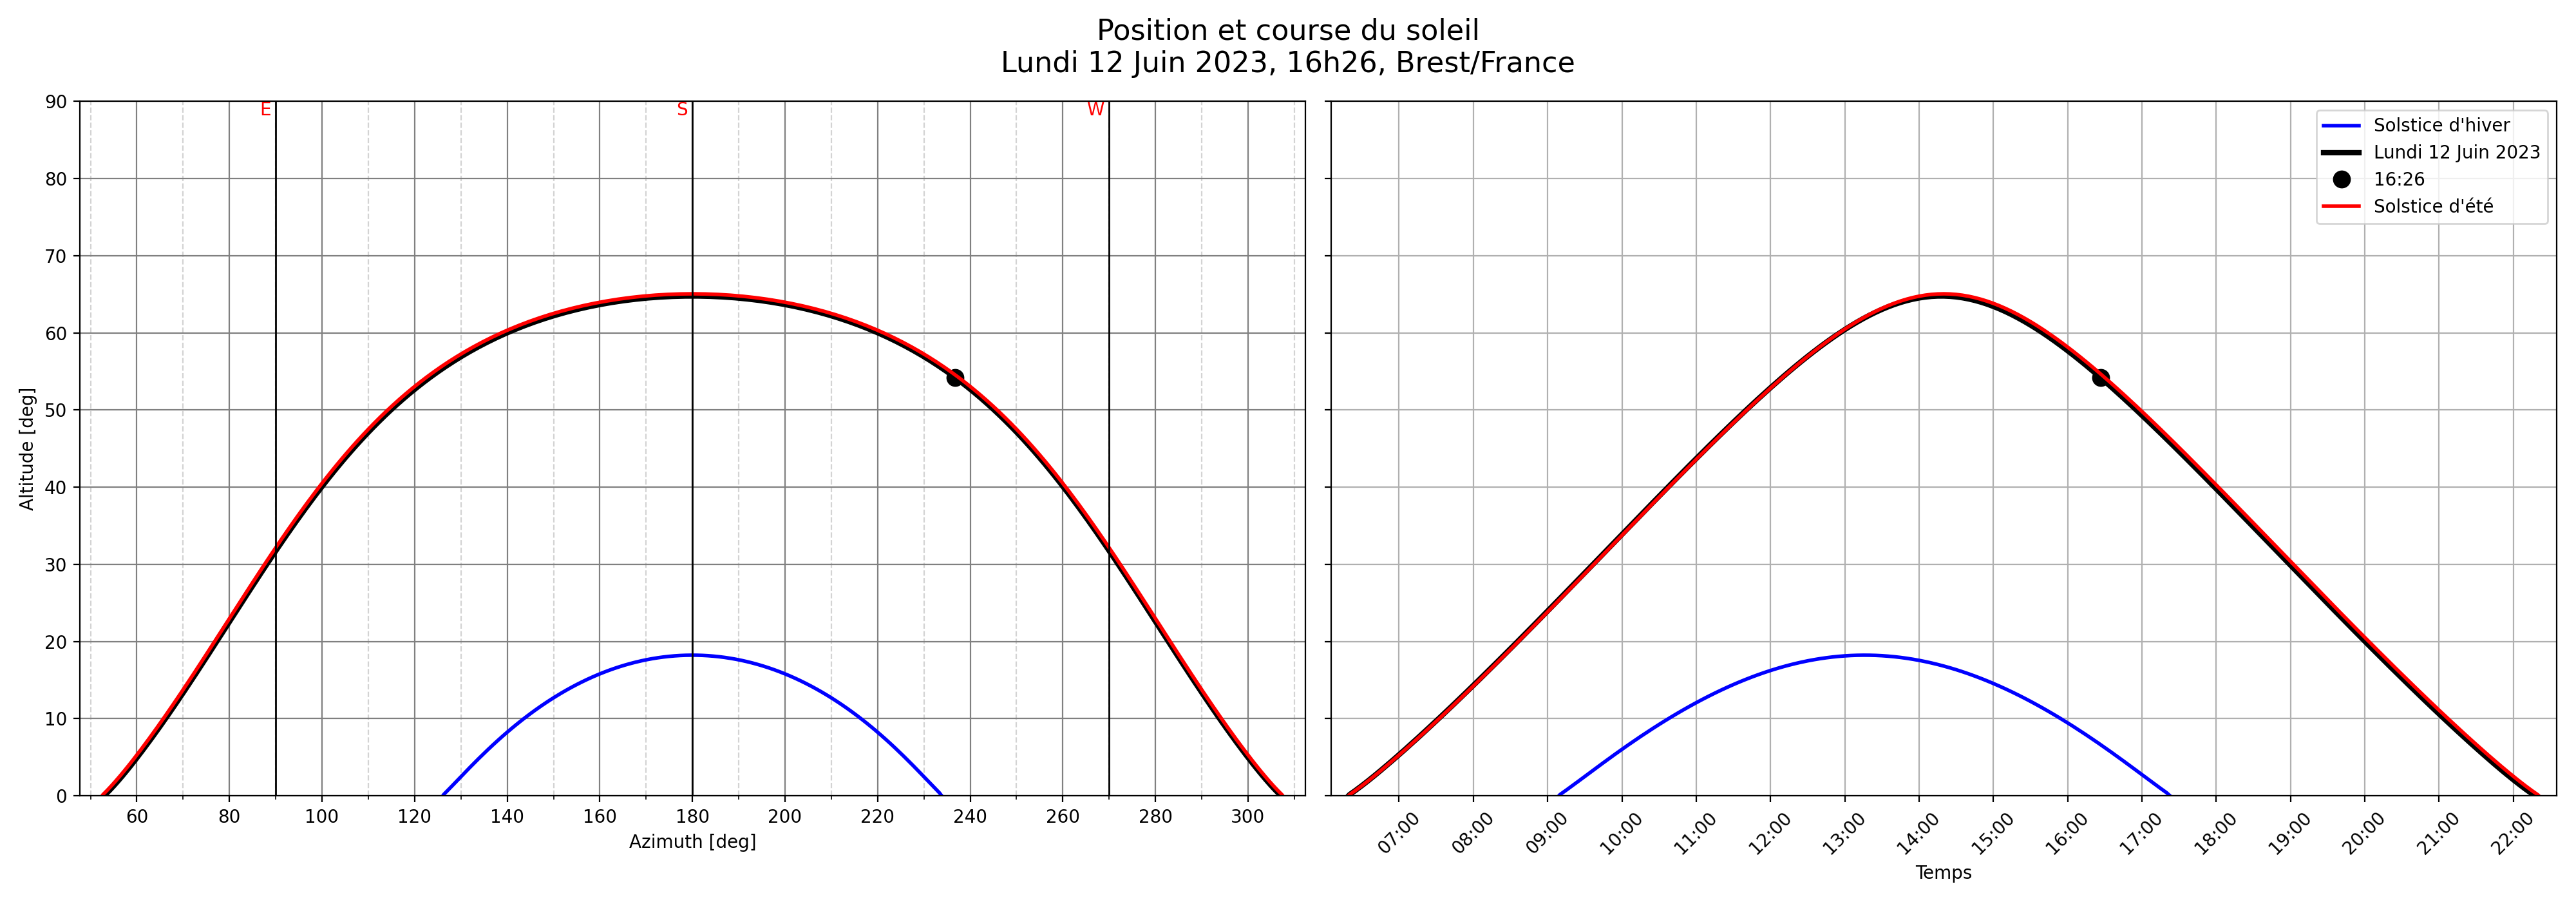 Position et course du soleil
Lundi 12 Juin 2023, 16h26, Brest/France
E
S
W
90
80
70
60
50
40
30
20
10
0
Altitude [deg]
60 80 100 120 140 160 180 200 220 240 260 280 300
Azimuth [deg]
Solstice d'hiver
Lundi 12 Juin 2023
16:26
Solstice d'été
07:00 08:00 09:00 10:00 11:00 12:00 13:00 14:00 15:00 16:00 17:00 18:00 19:00 20:00 21:00 22:00
Temps